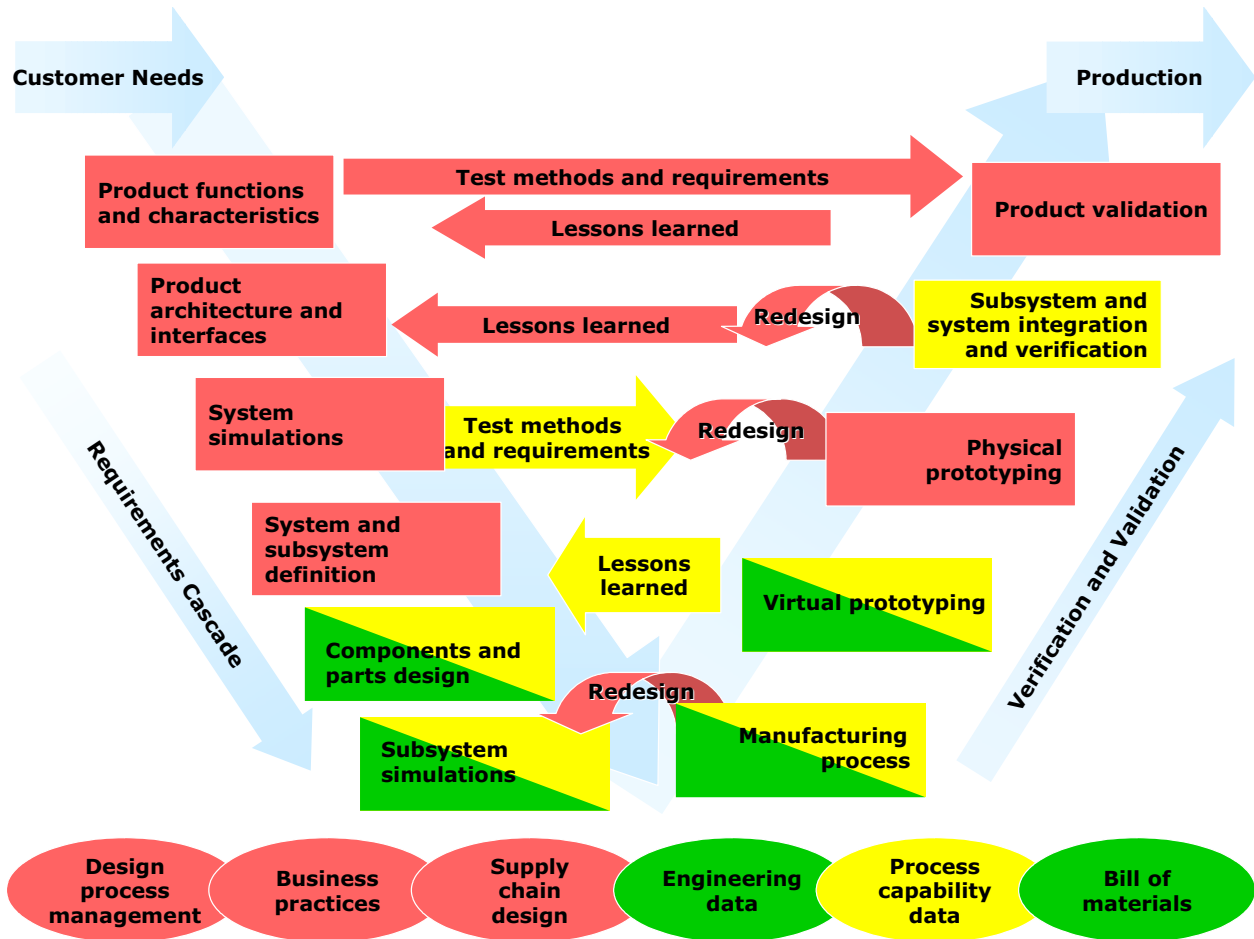 Customer Needs
Production
Product functions
and characteristics
Test methods and requirements
Lessons learned
Product validation
Product
architecture and
interfaces
Lessons learned
Redesign
Subsystem and
system integration
and verification
System
simulations
Test methods
and requirements
Redesign
Physical
prototyping
Requirements Cascade
System and
subsystem
definition
Lessons
learned
Virtual prototyping
Verification and Validation
Components and
parts design
Redesign
Subsystem
simulations
Manufacturing
process
Design
process
management
Business
practices
Supply
chain
design
Engineering
data
Process
capability
data
Bill of
materials